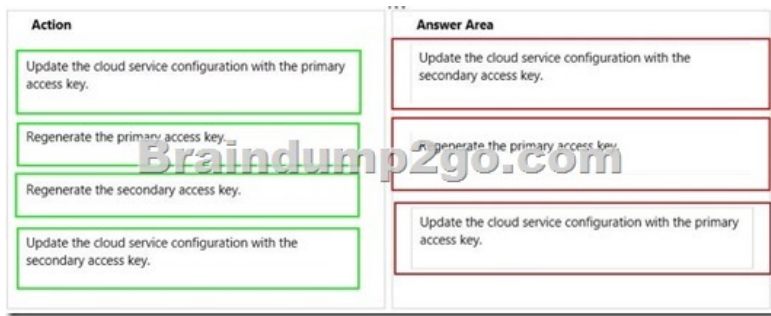 Action
Update the cloud service configuration with the primary
access key.
Regenerate the primary access key.
Regenerate the secondary access key.
Update the cloud service configuration with the
secondary access key.
Answer Area
Update the cloud service configuration with the
secondary access key.
Regenerate the primary access key.
Update the cloud service configuration with the primary
access key.
Braindump2go.com